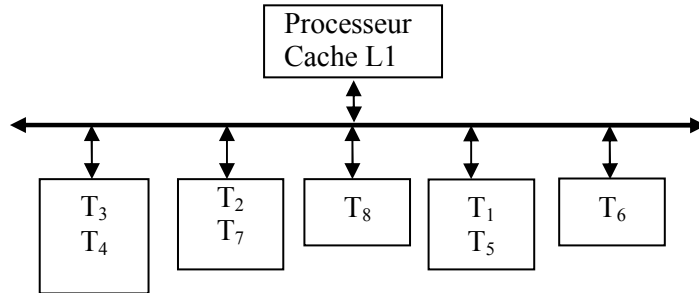 Processeur
Cache L1
T₃
T₄
T₂
T₇
T₈
T₁
T₅
T₆